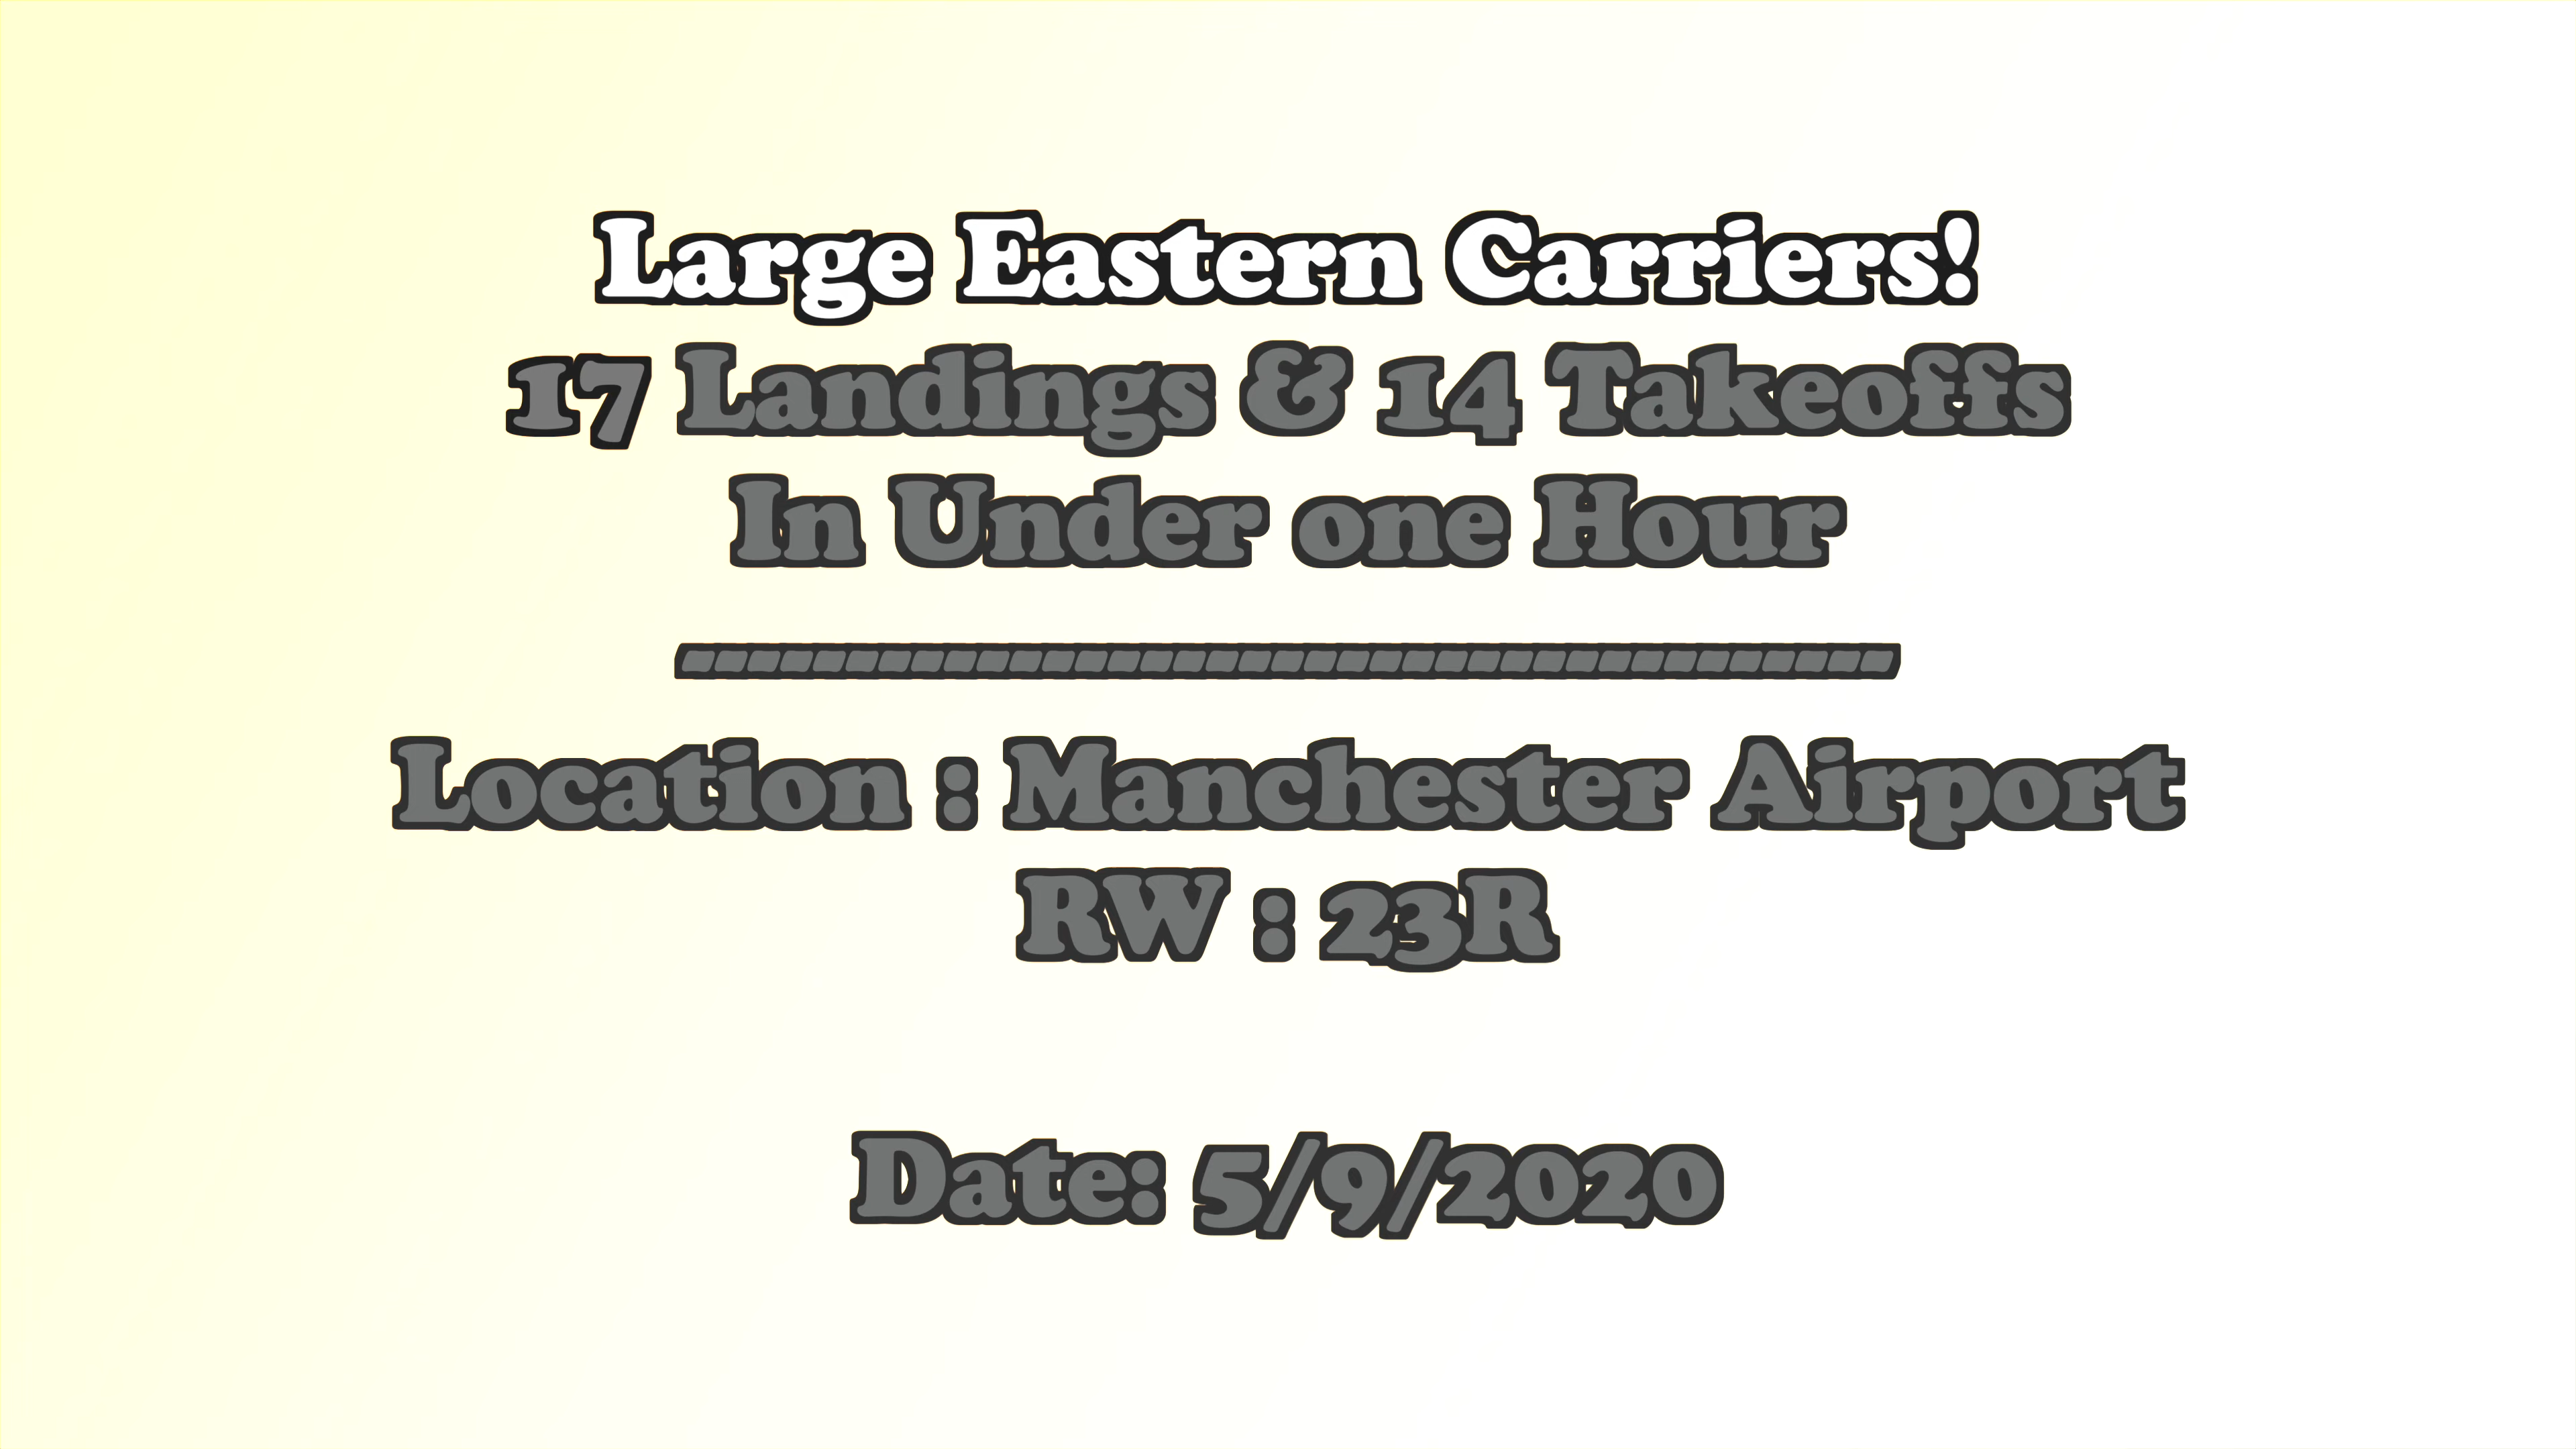 Large Eastern Carriers!
17 Landings & 14 Takeoffs
In Under one Hour
-------------------------------------
Location : Manchester Airport
RW : 23R
Date: 5/9/2020